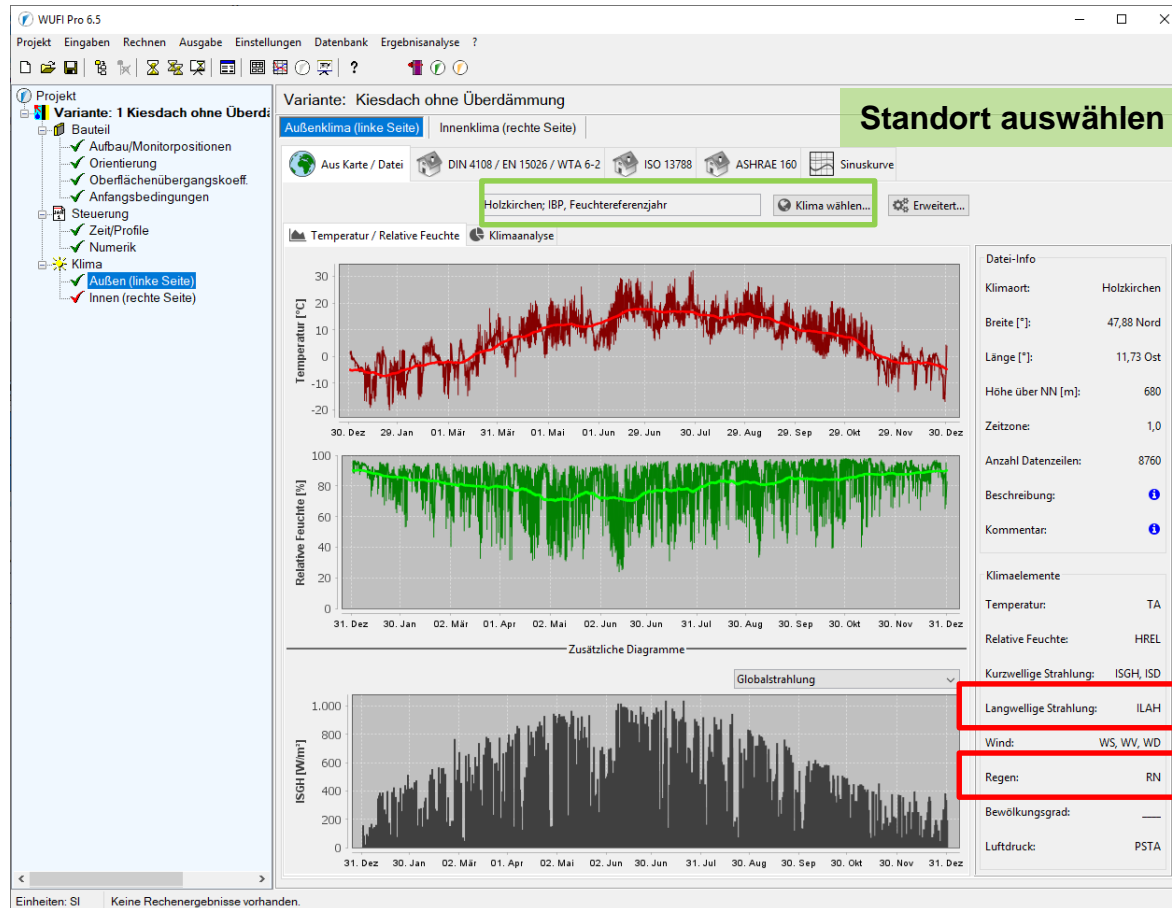 WUFI Pro 6.5
Projekt Eingaben Rechnen Ausgabe Einstellungen Datenbank Ergebnisanalyse ?
?
Projekt
Variante: 1 Kiesdach ohne Überdä
Bauteil
Aufbau/Monitorpositionen
Orientierung
Oberflächenübergangskoeff.
Anfangsbedingungen
Steuerung
Zeit/Profile
Numerik
Klima
Außen (linke Seite)
Innen (rechte Seite)
Variante: Kiesdach ohne Überdämmung
Standort auswählen
Außenklima (linke Seite) Innenklima (rechte Seite)
Aus Karte / Datei DIN 4108 / EN 15026 / WTA 6-2 ISO 13788 ASHRAE 160 Sinuskurve
Holzkirchen; IBP, Feuchtereferenzjahr Klima wählen... Erweitert...
Temperatur / Relative Feuchte Klimaanalyse
Temperatur [°C]
30
20
10
0
-10
-20
30. Dez 29. Jan 01. Mär 31. Mär 01. Mai 01. Jun 29. Jun 30. Jul 29. Aug 29. Sep 29. Okt 29. Nov 30. Dez
Relative Feuchte [%]
100
80
60
40
20
0
31. Dez 30. Jan 02. Mär 01. Apr 02. Mai 02. Jun 30. Jun 31. Jul 30. Aug 30. Sep 30. Okt 30. Nov 31. Dez
Zusätzliche Diagramme
Globalstrahlung
ISGH [W/m²]
1.000
800
600
400
200
0
31. Dez 30. Jan 02. Mär 01. Apr 02. Mai 02. Jun 30. Jun 31. Jul 30. Aug 30. Sep 30. Okt 30. Nov 31. Dez
Datei-Info
Klimaort: Holzkirchen
Breite [°]: 47,88 Nord
Länge [°]: 11,73 Ost
Höhe über NN [m]: 680
Zeitzone: 1,0
Anzahl Datenzeilen: 8760
Beschreibung:
Kommentar:
Klimaelemente
Temperatur: TA
Relative Feuchte: HREL
Kurzwellige Strahlung: ISGH, ISD
Langwellige Strahlung: ILAH
Wind: WS, WV, WD
Regen: RN
Bewölkungsgrad: ___
Luftdruck: PSTA
Einheiten: SI Keine Rechenergebnisse vorhanden.